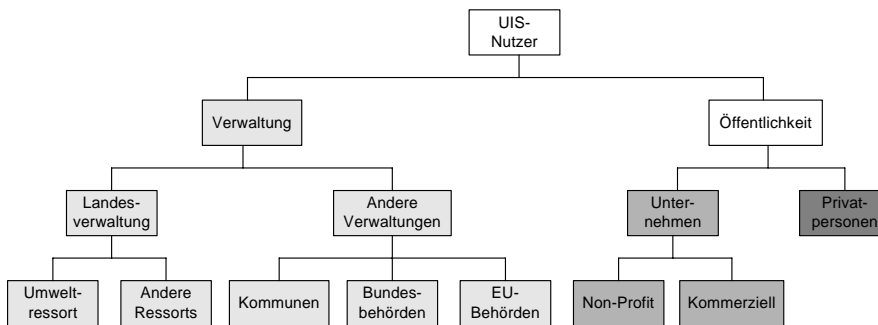 UIS-
Nutzer
Verwaltung
Öffentlichkeit
Landes-
verwaltung
Andere
Verwaltungen
Unter-
nehmen
Privat-
personen
Umwelt-
ressort
Andere
Ressorts
Kommunen
Bundes-
behörden
EU-
Behörden
Non-Profit
Kommerziell